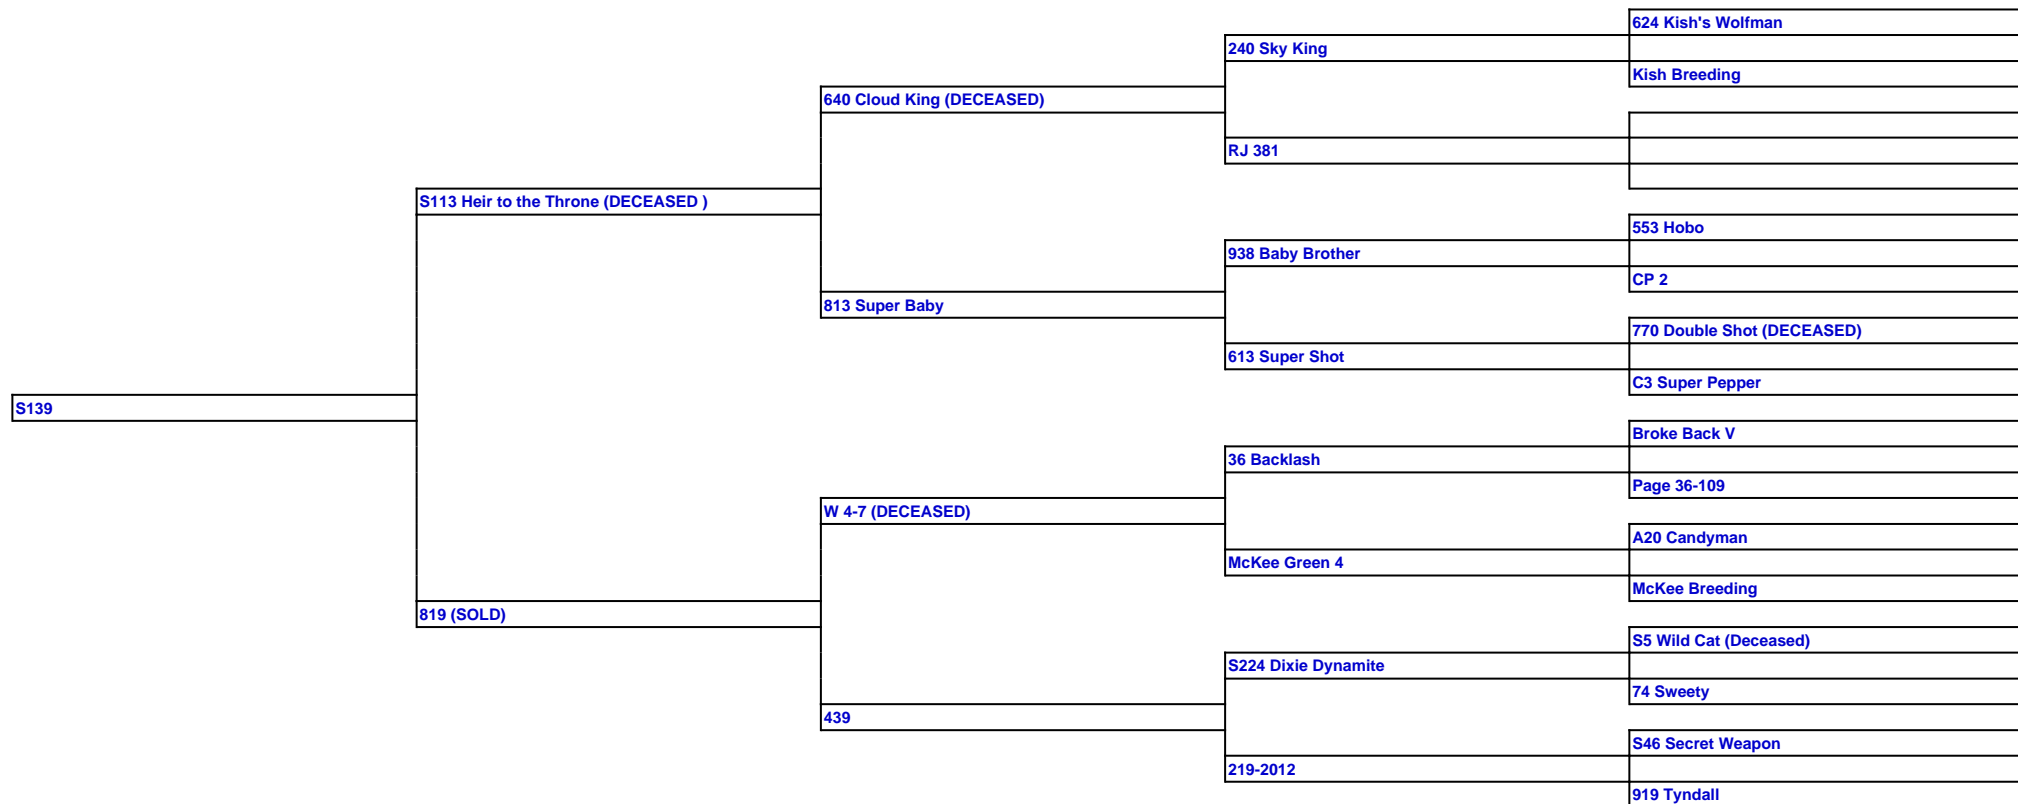 624 Kish's Wolfman
240 Sky King
Kish Breeding
640 Cloud King (DECEASED)
RJ 381
S113 Heir to the Throne (DECEASED )
553 Hobo
938 Baby Brother
CP 2
813 Super Baby
770 Double Shot (DECEASED)
613 Super Shot
C3 Super Pepper
S139
Broke Back V
36 Backlash
Page 36-109
W 4-7 (DECEASED)
A20 Candyman
McKee Green 4
McKee Breeding
819 (SOLD)
S5 Wild Cat (Deceased)
S224 Dixie Dynamite
74 Sweety
439
S46 Secret Weapon
219-2012
919 Tyndall